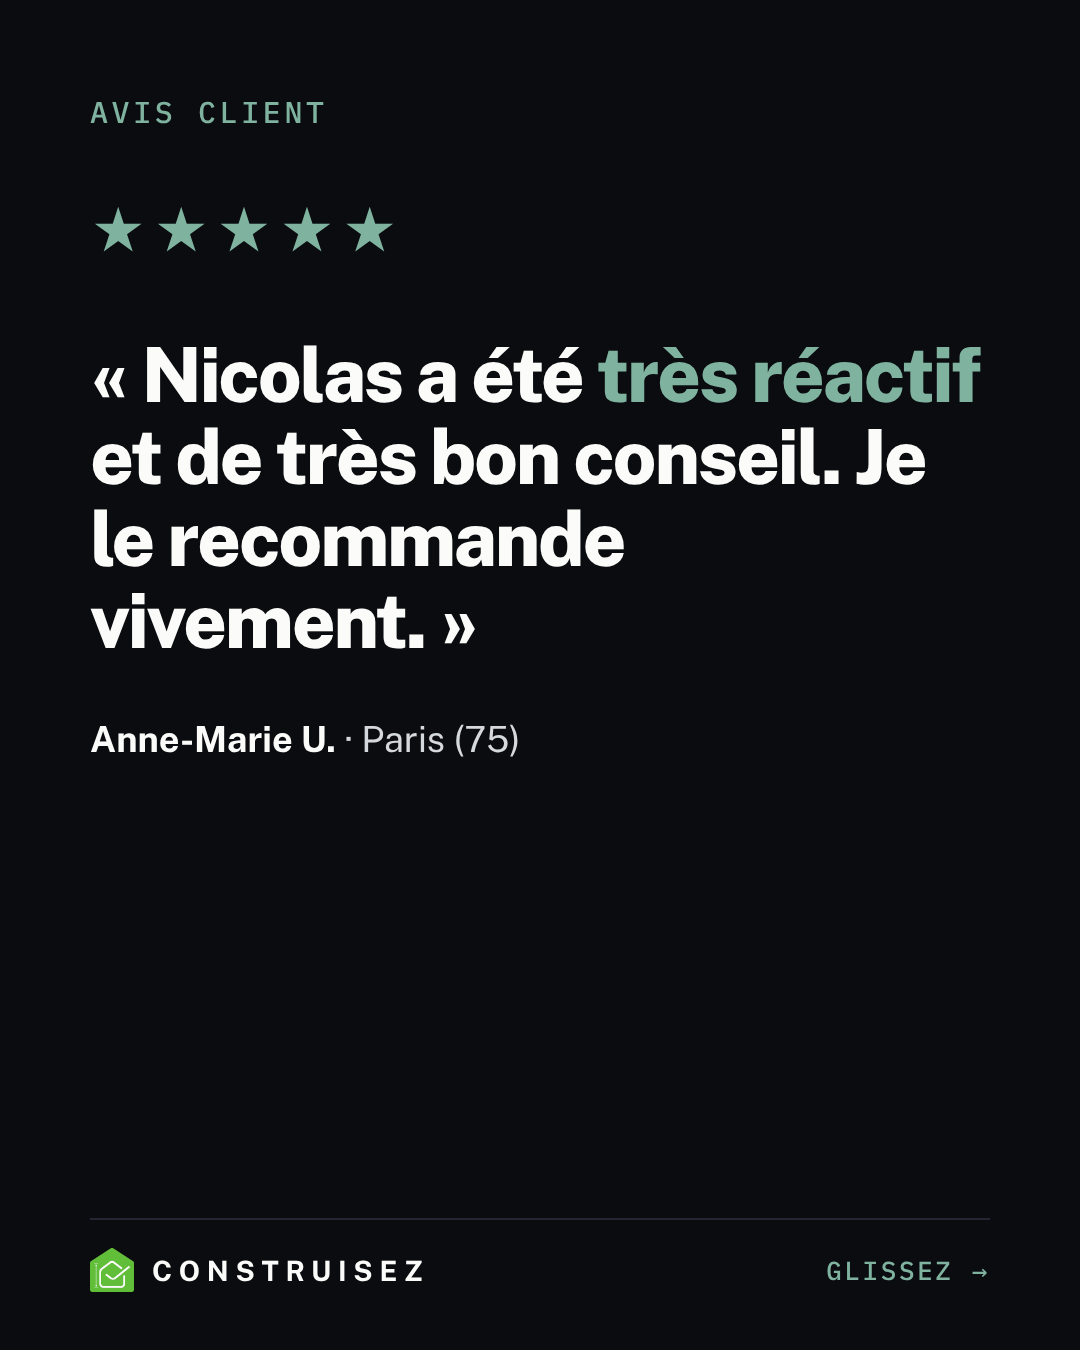 AVIS CLIENT
★★★★★
« Nicolas a été très réactif
et de très bon conseil. Je
le recommande
vivement. »
Anne-Marie U. · Paris (75)
CONSTRUISEZ
GLISSEZ →